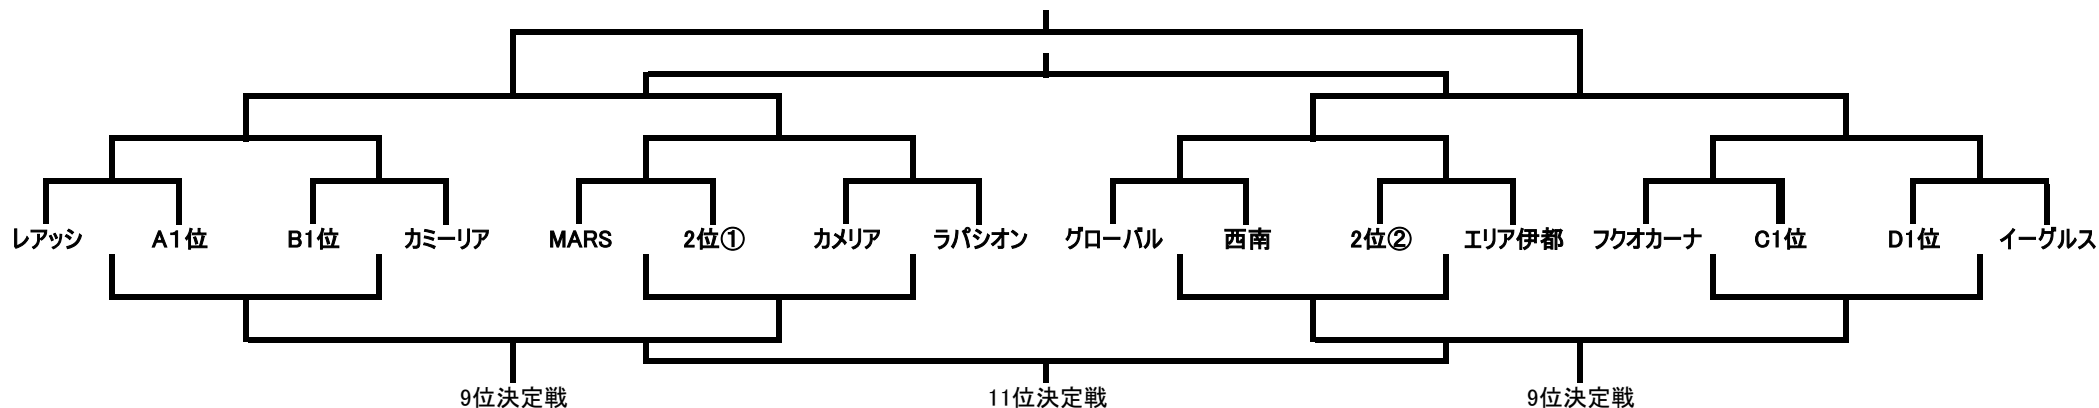 レアッシ A1位 B1位 カミーリア MARS 2位① カメリア ラパシオン グローバル 西南 2位② エリア伊都 フクオカーナ C1位 D1位 イーグルス
9位決定戦 11位決定戦 9位決定戦